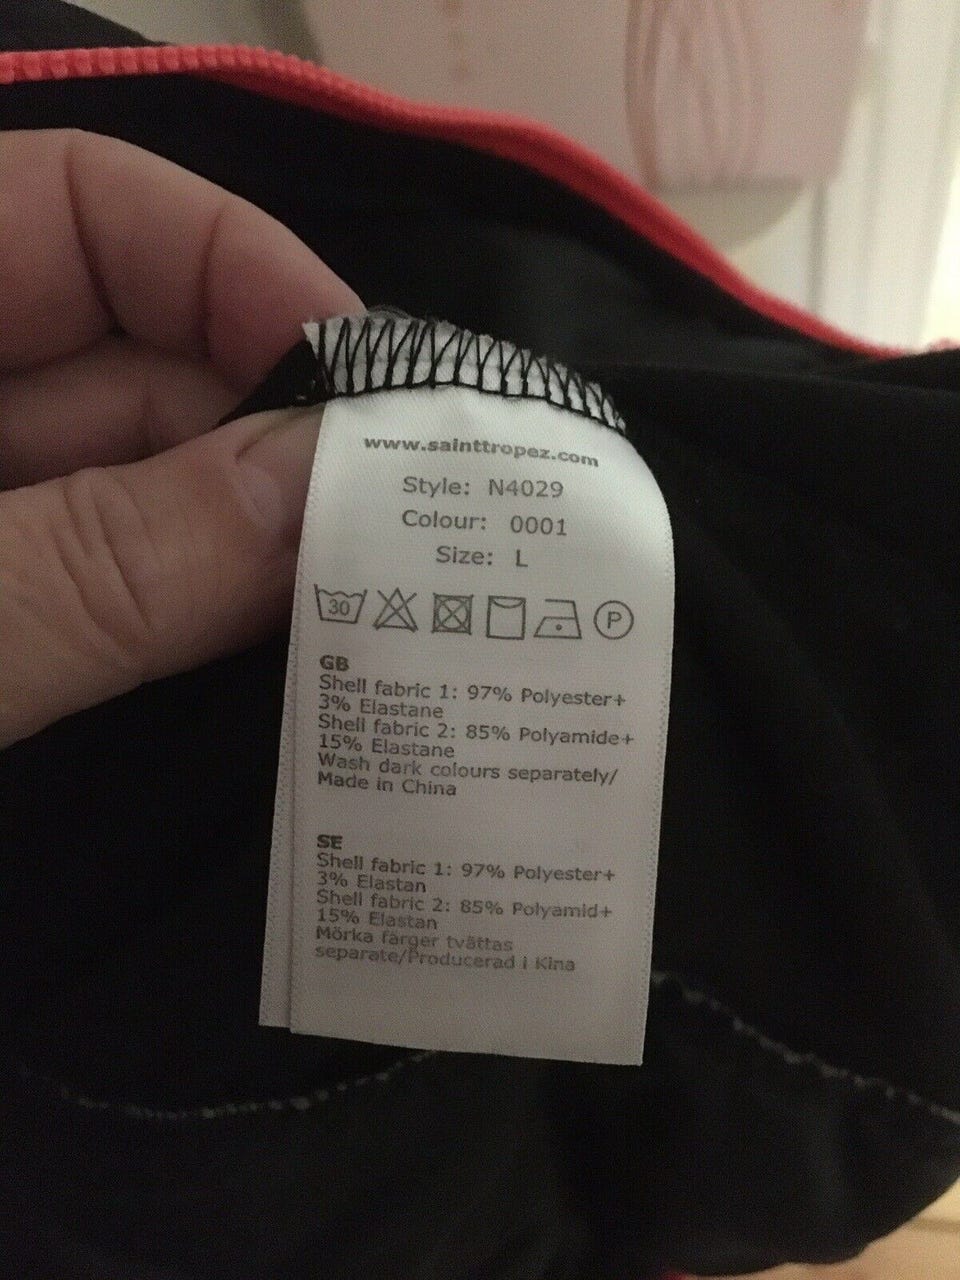 www.sainttropez.com
Style: N4029
Colour: 0001
Size: L
30 P
GB
Shell fabric 1: 97% Polyester+
3% Elastane
Shell fabric 2: 85% Polyamide+
15% Elastane
Wash dark colours separately/
Made in China
SE
Shell fabric 1: 97% Polyester+
3% Elastan
Shell fabric 2: 85% Polyamid+
15% Elastan
Mörka färger tvättas
separate/Producerad i Kina